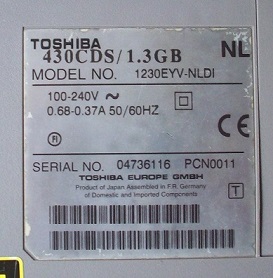 TOSHIBA NL
430CDS/1.3GB
MODEL NO. 1230EYV-NLDI
100-240V ~
0.68-0.37A 50/60HZ
CE
SERIAL NO. 04736116 PCN0011
TOSHIBA EUROPE GMBH
Product of Japan Assembled in F.R. Germany
of Domestic and Imported Components
T